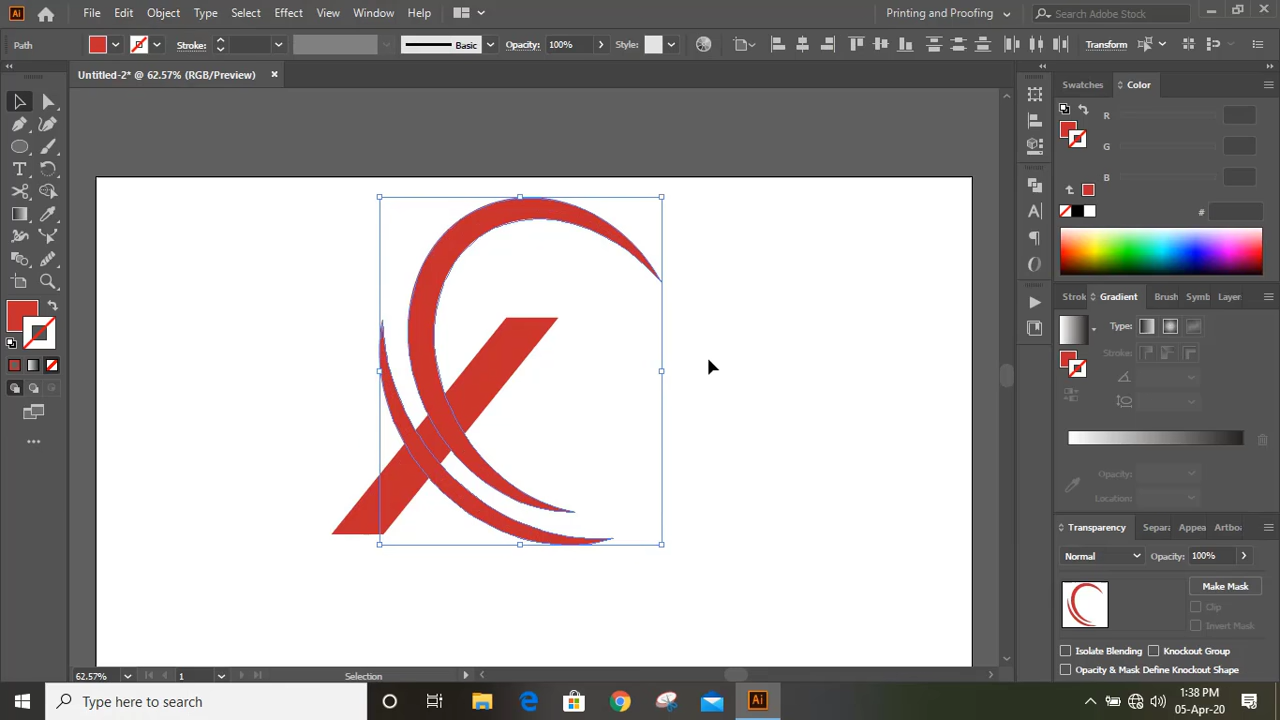 Ai File Edit Object Type Select Effect View Window Help Printing and Proofing Search Adobe Stock
Path Stroke: Basic Opacity: 100% Style: Transform
Untitled-2* @ 62.57% (RGB/Preview) ×
Swatches Color
R
G
B
#
Strok Gradient Brush Symb Layer
Type:
Stroke:
Opacity:
Location:
Transparency Separ Appea Artbo
Normal Opacity: 100%
Make Mask
Clip
Invert Mask
Isolate Blending Knockout Group
Opacity & Mask Define Knockout Shape
62.57% 1 Selection
Type here to search Ai 1:38 PM
05-Apr-20